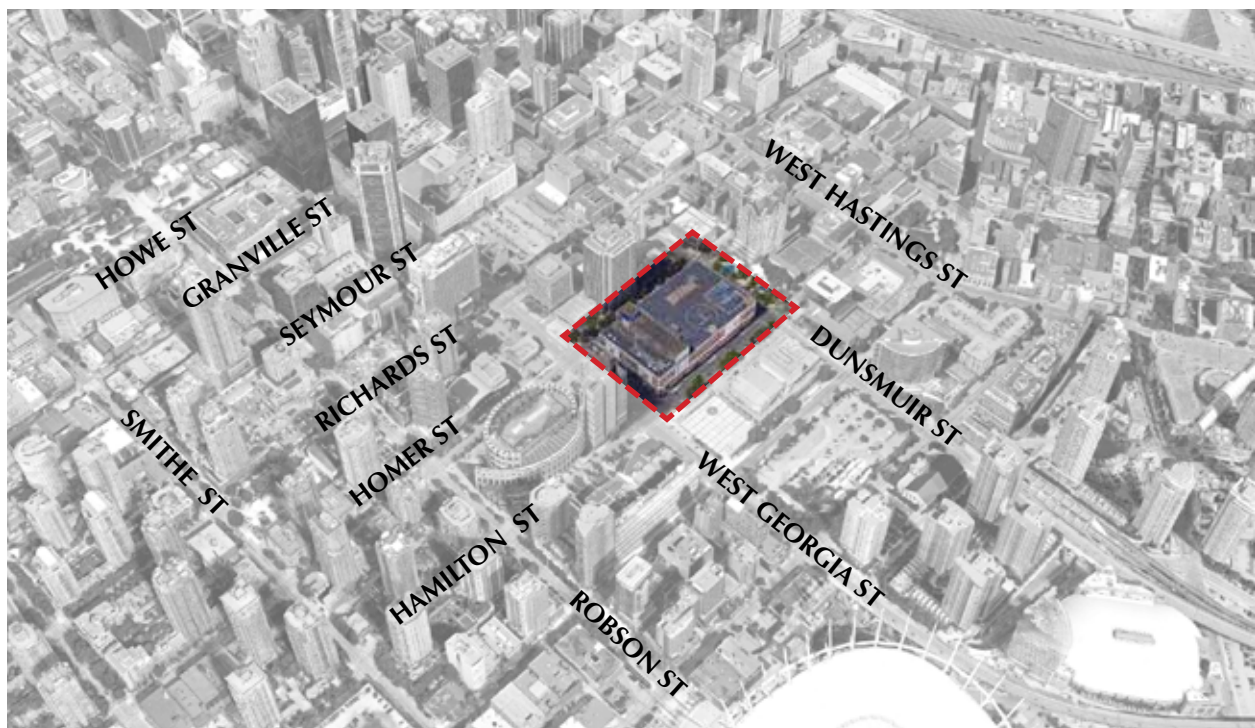 WEST HASTINGS ST
HOWE ST
GRANVILLE ST
SEYMOUR ST
DUNSMUIR ST
RICHARDS ST
SMITHE ST
HOMER ST
WEST GEORGIA ST
HAMILTON ST
ROBSON ST